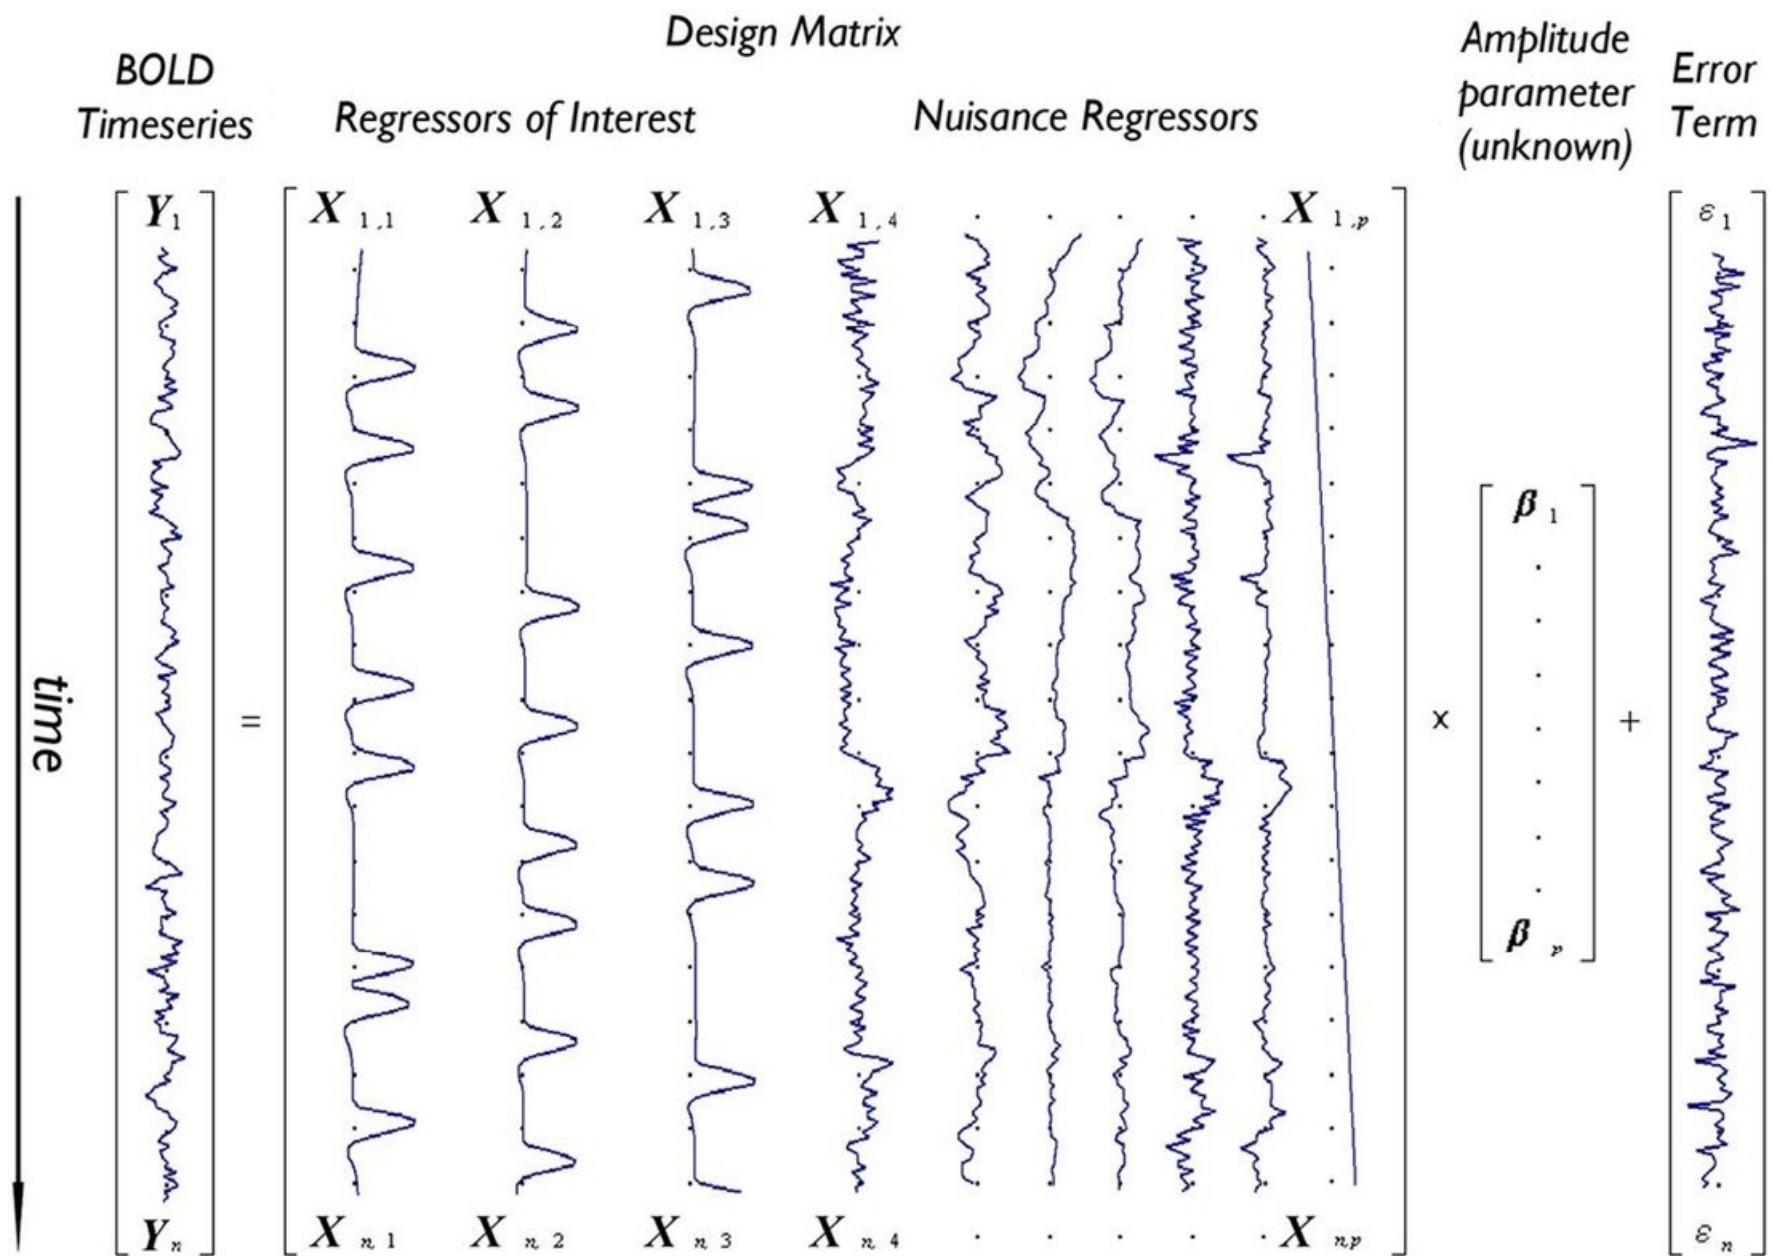 Design Matrix
BOLD
Timeseries
Regressors of Interest
Nuisance Regressors
Amplitude
parameter
(unknown)
Error
Term
Y1 X1,1 X1,2 X1,3 X1,4 . . . . . X1,p ε1
β1
time
= x +
βp
Yn Xn,1 Xn,2 Xn,3 Xn,4 . . . . . Xn,p εn